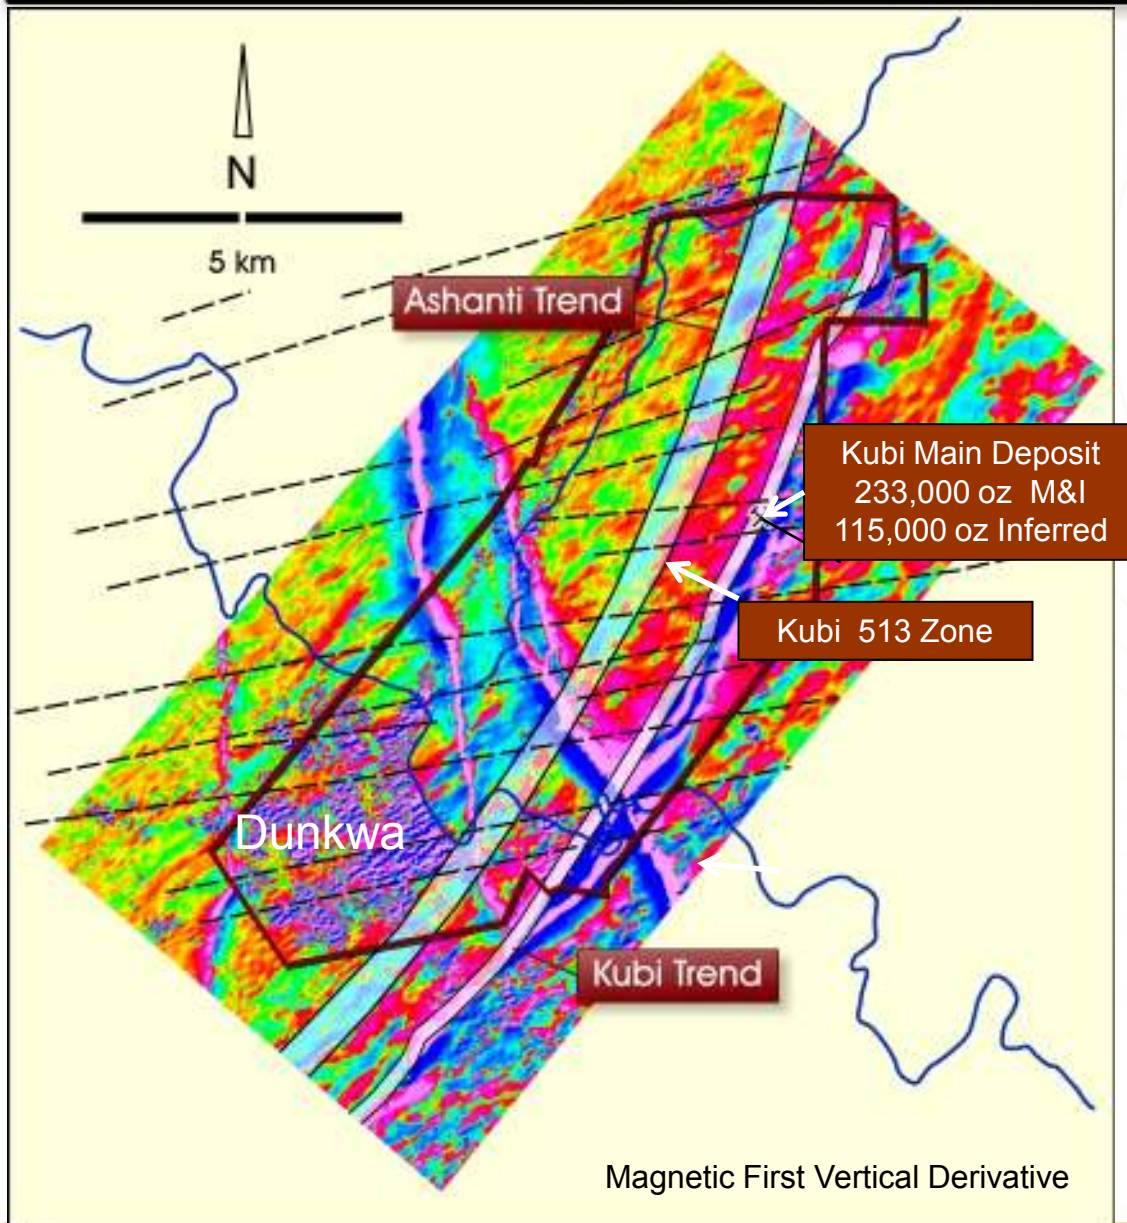 N
5 km
Ashanti Trend
Kubi Main Deposit
233,000 oz  M&I
115,000 oz Inferred
Kubi  513 Zone
Dunkwa
Kubi Trend
Magnetic First Vertical Derivative